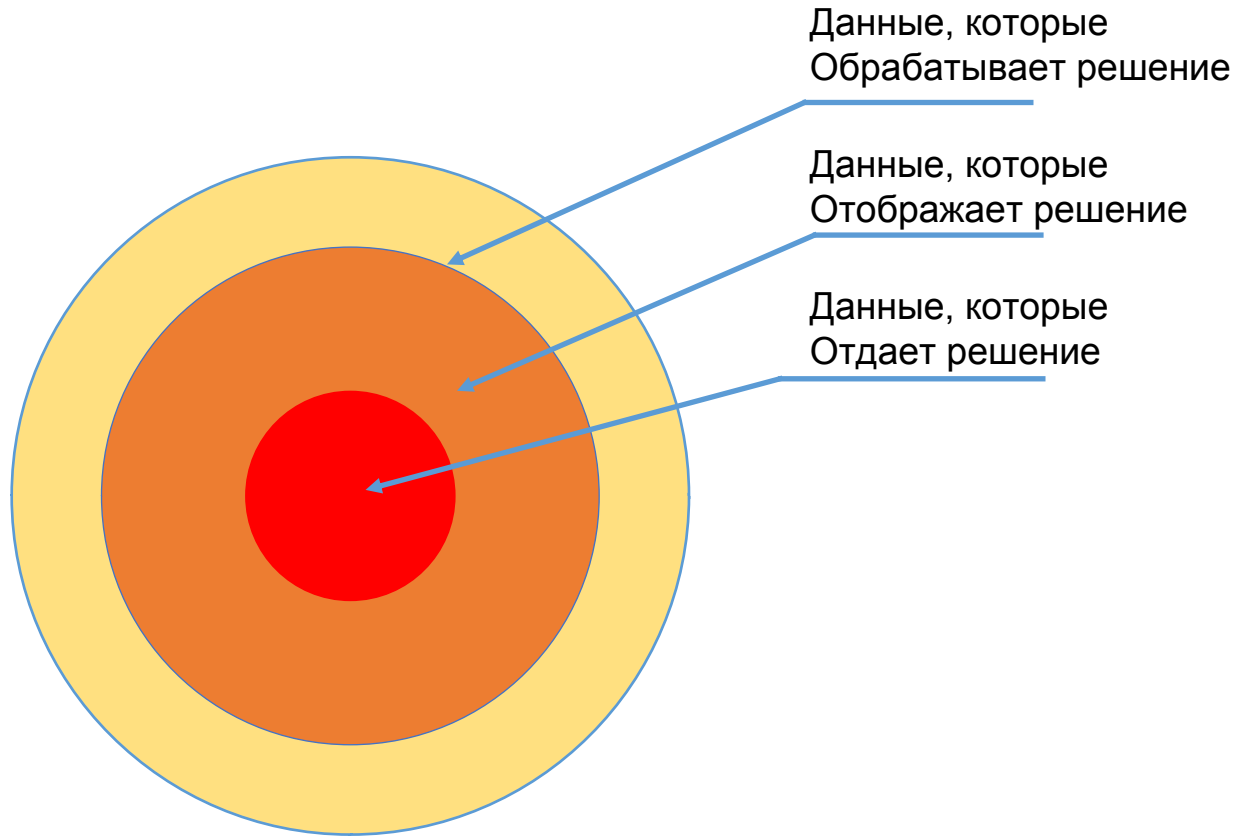 Данные, которые
Обрабатывает решение
Данные, которые
Отображает решение
Данные, которые
Отдает решение